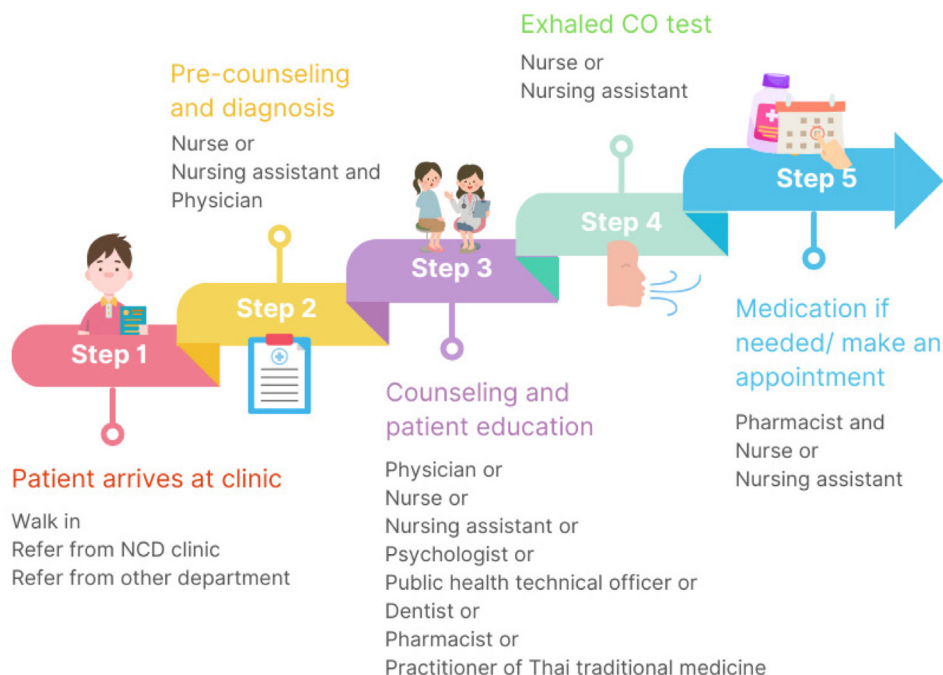 Step 1
Patient arrives at clinic
Walk in
Refer from NCD clinic
Refer from other department
Pre-counseling
and diagnosis
Nurse or
Nursing assistant and
Physician
Step 2
Step 3
Counseling and
patient education
Physician or
Nurse or
Nursing assistant or
Psychologist or
Public health technical officer or
Dentist or
Pharmacist or
Practitioner of Thai traditional medicine
Exhaled CO test
Nurse or
Nursing assistant
Step 4
Step 5
Medication if
needed/ make an
appointment
Pharmacist and
Nurse or
Nursing assistant